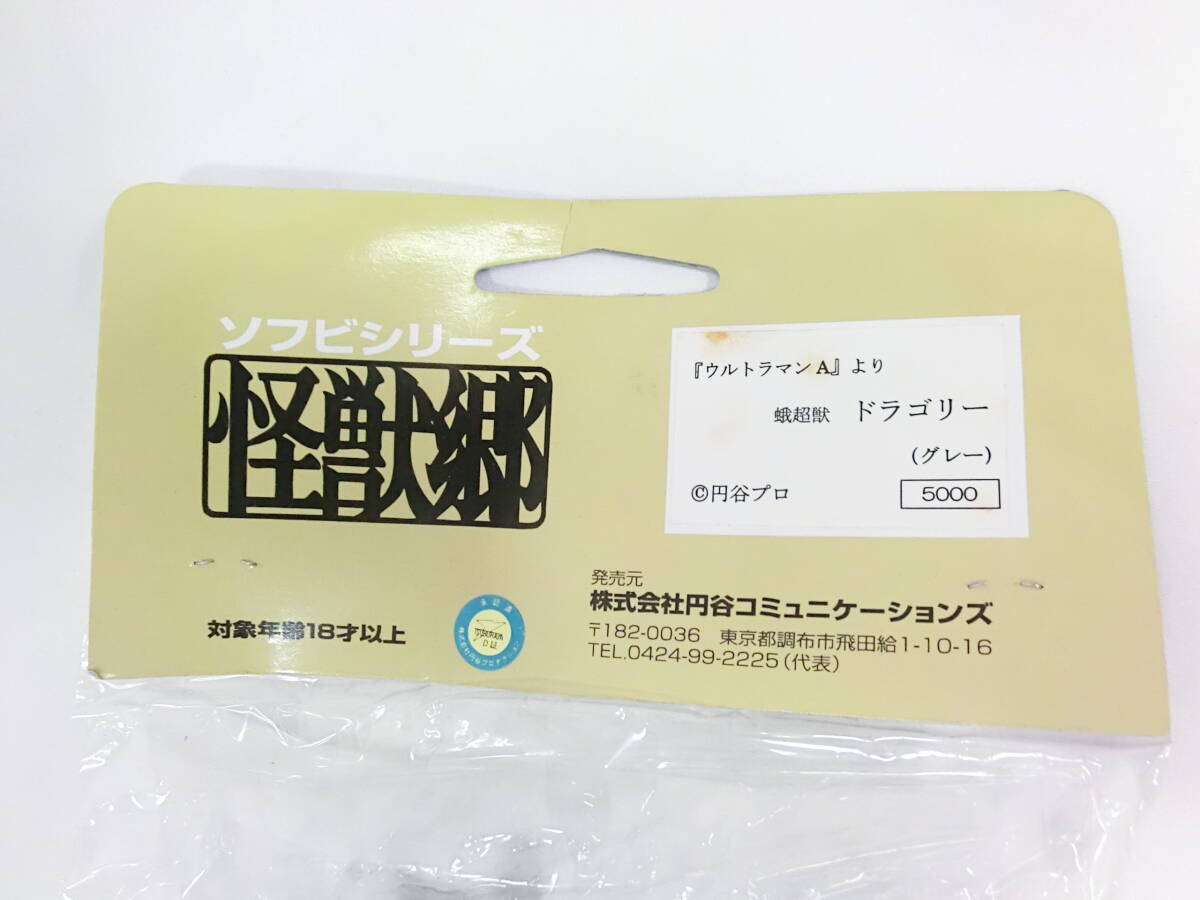 ソフビシリーズ
怪獣郷
対象年齢18才以上
『ウルトラマンA』より
蛾超獣 ドラゴリー
(グレー)
©円谷プロ 5000
発売元
株式会社円谷コミュニケーションズ
〒182-0036 東京都調布市飛田給1-10-16
TEL.0424-99-2225(代表)